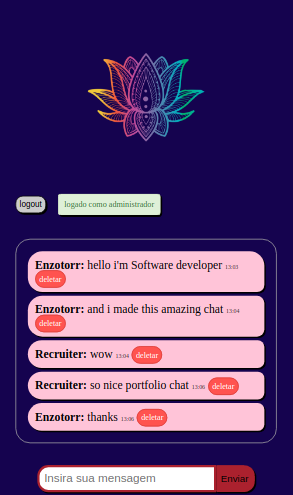 logout logado como administrador
Enzotorr: hello i'm Software developer 13:03
deletar
Enzotorr: and i made this amazing chat 13:04
deletar
Recruiter: wow 13:04 deletar
Recruiter: so nice portfolio chat 13:06 deletar
Enzotorr: thanks 13:06 deletar
Insira sua mensagem Enviar